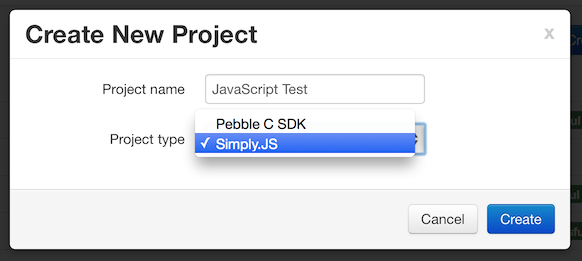 Create New Project
x
Project name
JavaScript Test
Pebble C SDK
Project type
✓ Simply.JS
Cancel
Create